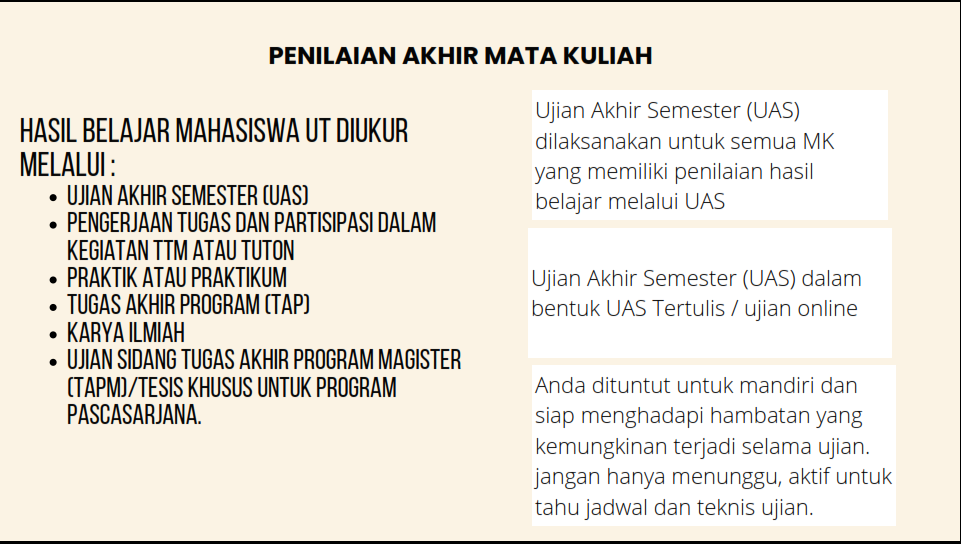 PENILAIAN AKHIR MATA KULIAH
HASIL BELAJAR MAHASISWA UT DIUKUR
MELALUI :
• UJIAN AKHIR SEMESTER (UAS)
• PENGERJAAN TUGAS DAN PARTISIPASI DALAM
KEGIATAN TTM ATAU TUTON
• PRAKTIK ATAU PRAKTIKUM
• TUGAS AKHIR PROGRAM (TAP)
• KARYA ILMIAH
• UJIAN SIDANG TUGAS AKHIR PROGRAM MAGISTER
(TAPM)/TESIS KHUSUS UNTUK PROGRAM
PASCASARJANA.
Ujian Akhir Semester (UAS)
dilaksanakan untuk semua MK
yang memiliki penilaian hasil
belajar melalui UAS
Ujian Akhir Semester (UAS) dalam
bentuk UAS Tertulis / ujian online
Anda dituntut untuk mandiri dan
siap menghadapi hambatan yang
kemungkinan terjadi selama ujian.
jangan hanya menunggu, aktif untuk
tahu jadwal dan teknis ujian.